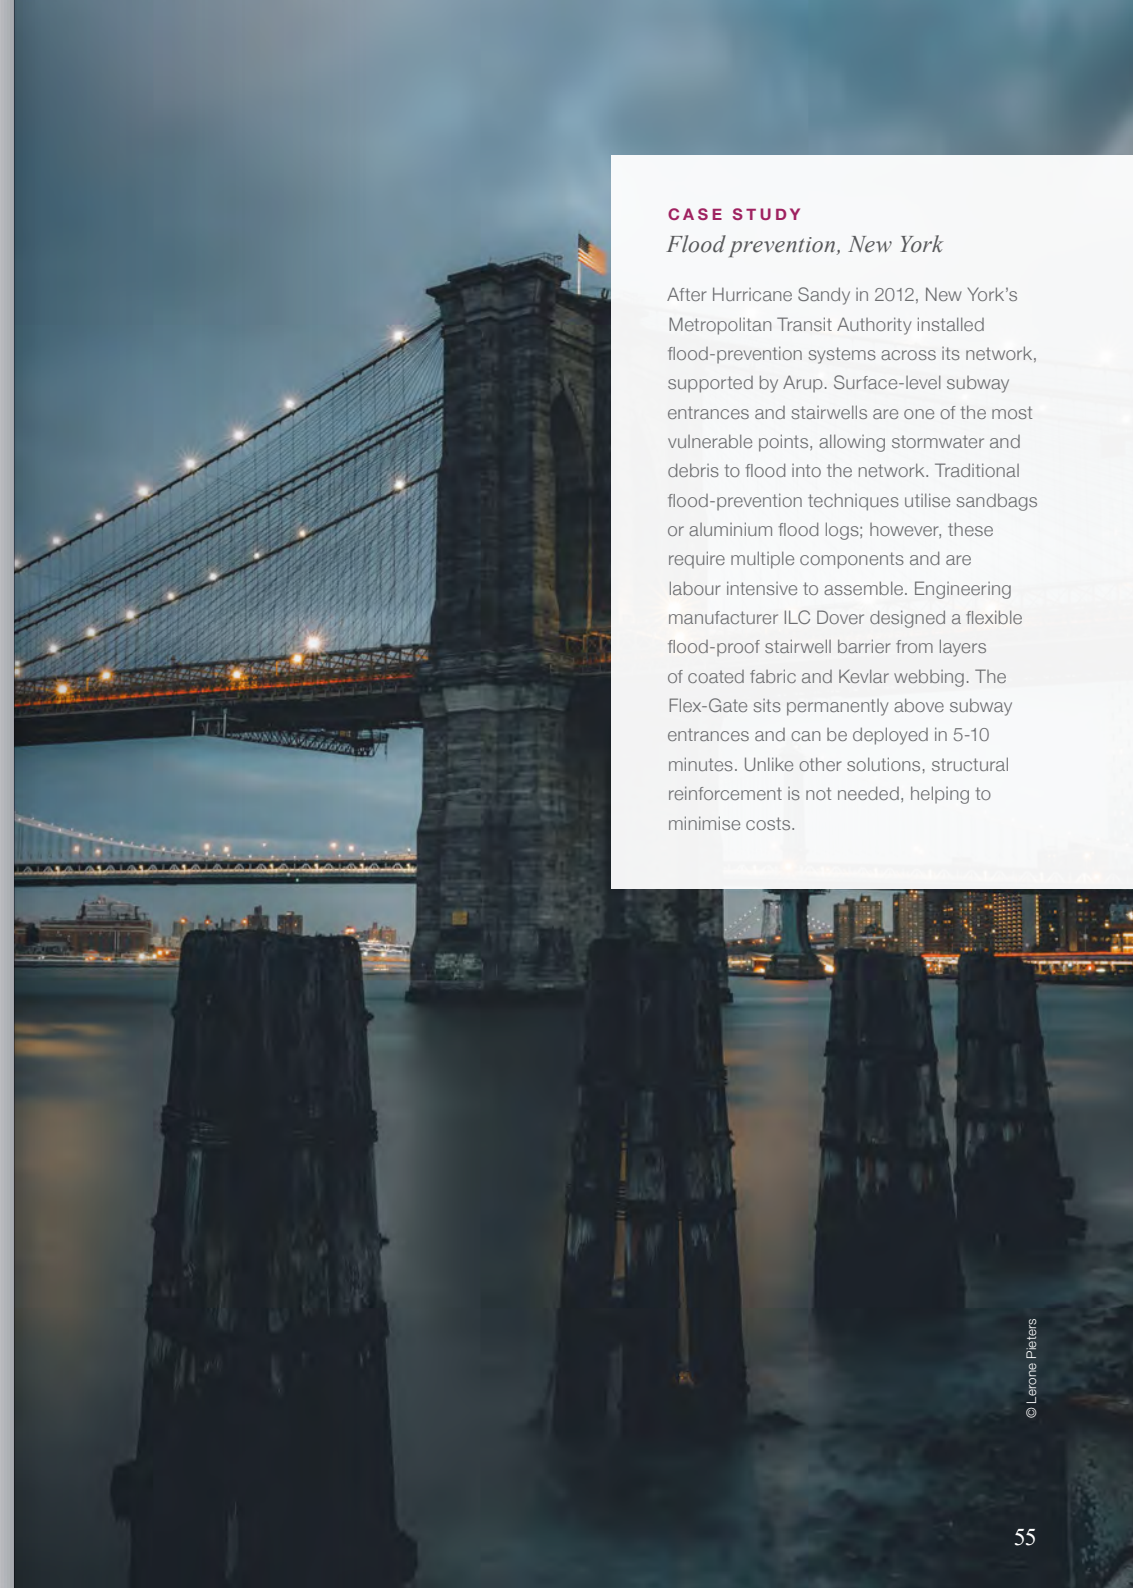 CASE STUDY
Flood prevention, New York
After Hurricane Sandy in 2012, New York's
Metropolitan Transit Authority installed
flood-prevention systems across its network,
supported by Arup. Surface-level subway
entrances and stairwells are one of the most
vulnerable points, allowing stormwater and
debris to flood into the network. Traditional
flood-prevention techniques utilise sandbags
or aluminium flood logs; however, these
require multiple components and are
labour intensive to assemble. Engineering
manufacturer ILC Dover designed a flexible
flood-proof stairwell barrier from layers
of coated fabric and Kevlar webbing. The
Flex-Gate sits permanently above subway
entrances and can be deployed in 5-10
minutes. Unlike other solutions, structural
reinforcement is not needed, helping to
minimise costs.
© Lerone Pieters
55